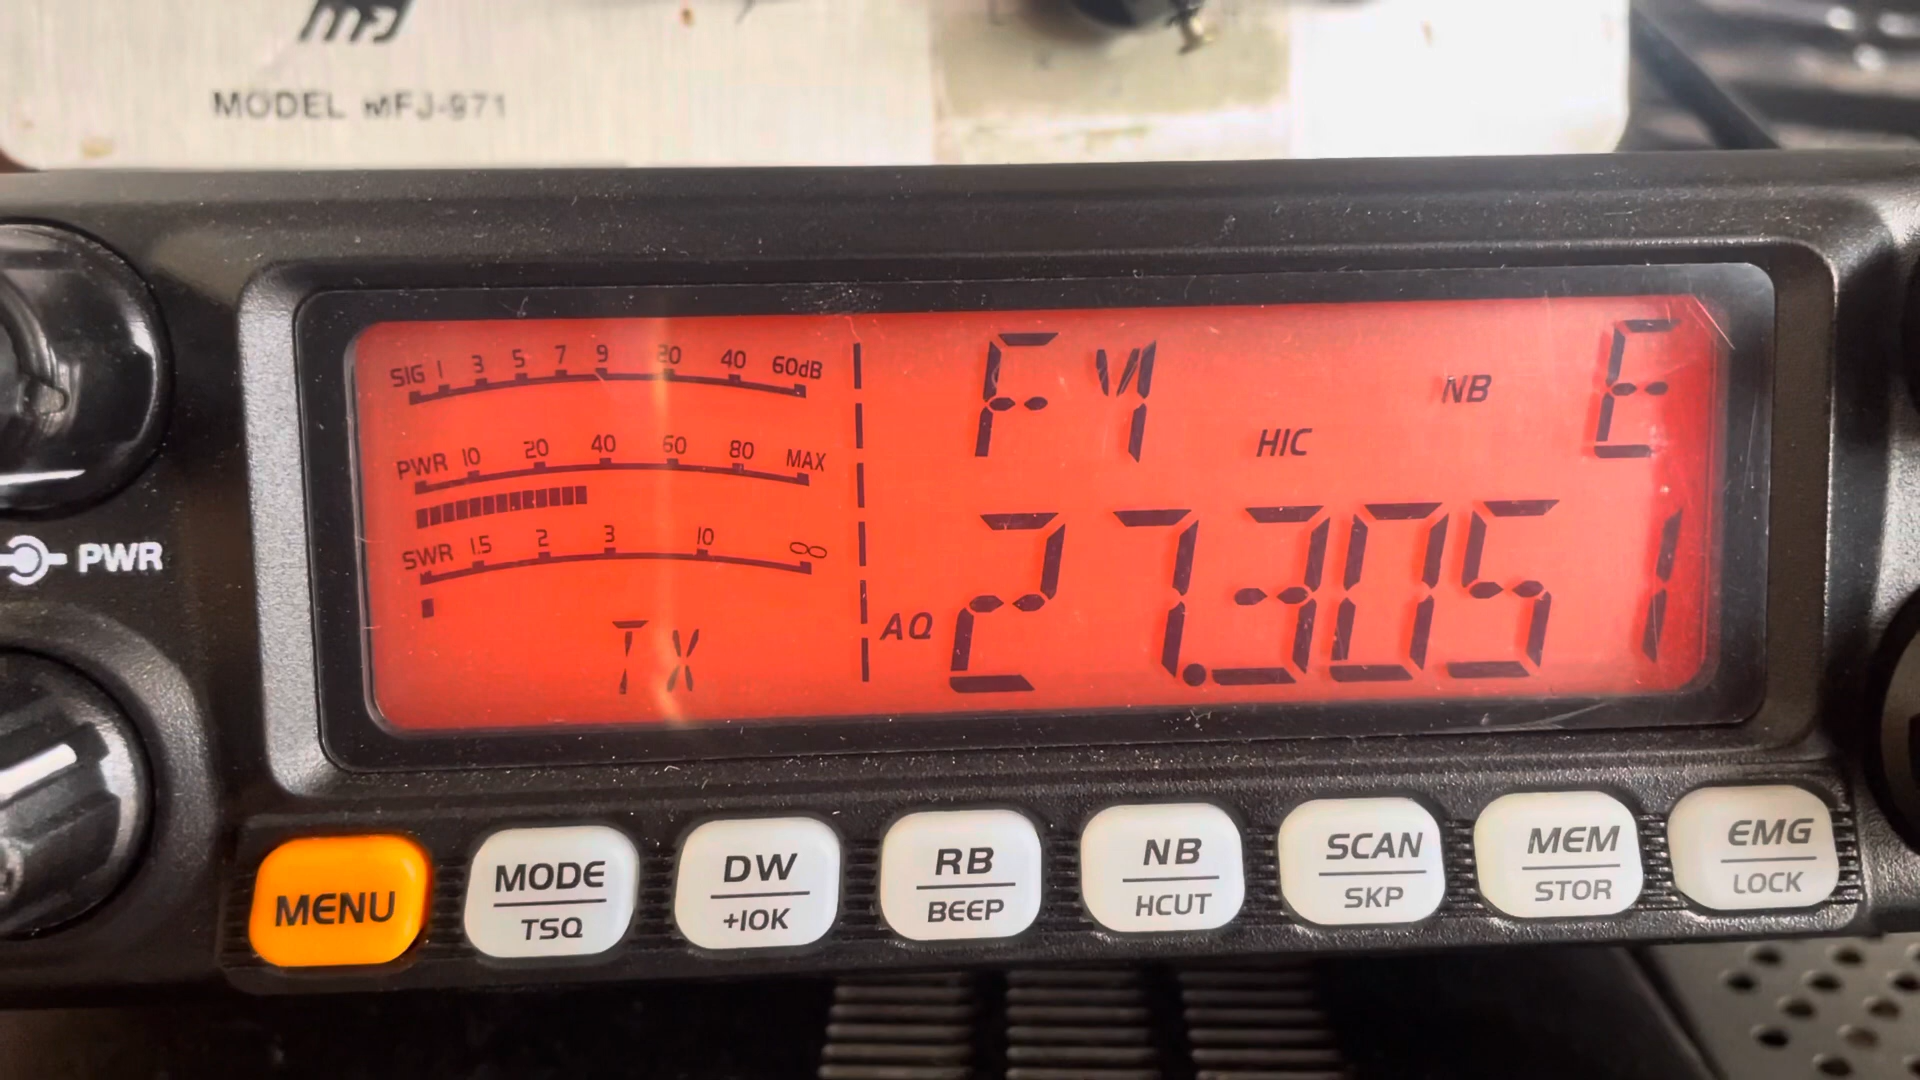 MFJ
MODEL MFJ-971
SIG 1 3 5 7 9 20 40 60dB
PWR 10 20 40 60 80 MAX
SWR 1.5 2 3 10 ∞
TX
FM HIC NB E
AQ 27.3051
PWR
MENU
MODE
TSQ
DW
+10K
RB
BEEP
NB
HCUT
SCAN
SKP
MEM
STOR
EMG
LOCK